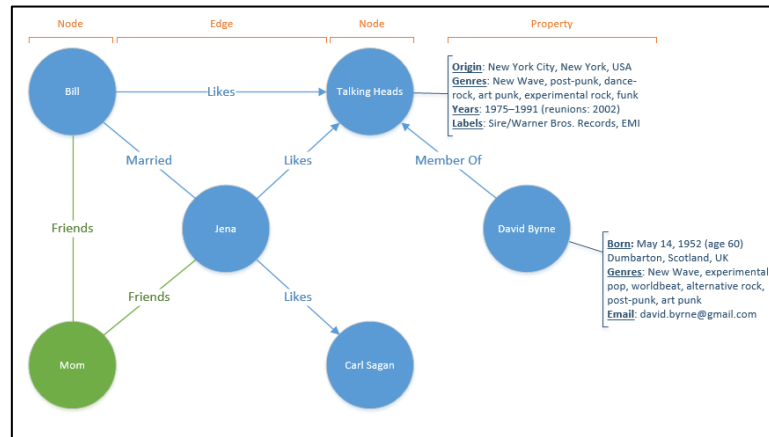 Node
Edge
Node
Property
Bill
Likes
Talking Heads
Origin: New York City, New York, USA
Genres: New Wave, post-punk, dance-
rock, art punk, experimental rock, funk
Years: 1975–1991 (reunions: 2002)
Labels: Sire/Warner Bros. Records, EMI
Married
Likes
Member Of
Friends
Jena
David Byrne
Born: May 14, 1952 (age 60)
Dumbarton, Scotland, UK
Genres: New Wave, experimental
pop, worldbeat, alternative rock,
post-punk, art punk
Email: david.byrne@gmail.com
Friends
Likes
Mom
Carl Sagan